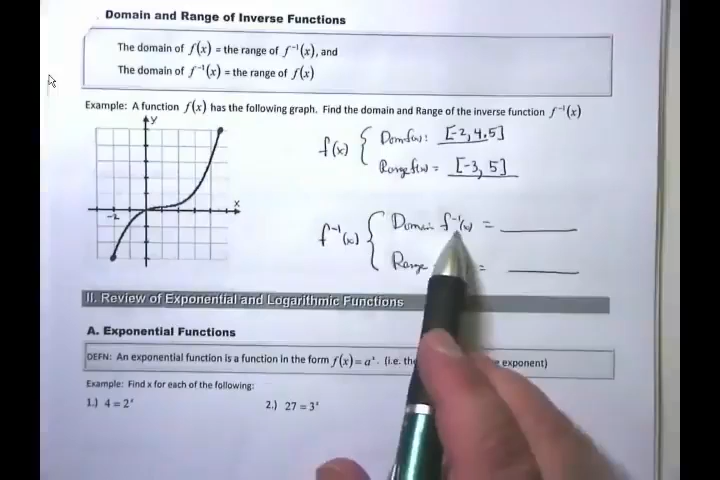 Domain and Range of Inverse Functions
The domain of f(x) = the range of f⁻¹(x), and
The domain of f⁻¹(x) = the range of f(x)
Example: A function f(x) has the following graph. Find the domain and Range of the inverse function f⁻¹(x)
y
x
-2
f(x) { Dom f(x): [-2, 4.5]
Range f(x) = [-3, 5]
f⁻¹(x) { Domain f⁻¹(x) = ____
Range = ____
II. Review of Exponential and Logarithmic Functions
A. Exponential Functions
DEFN: An exponential function is a function in the form f(x) = aˣ. (i.e. the exponent)
Example: Find x for each of the following:
1.) 4 = 2ˣ 2.) 27 = 3ˣ